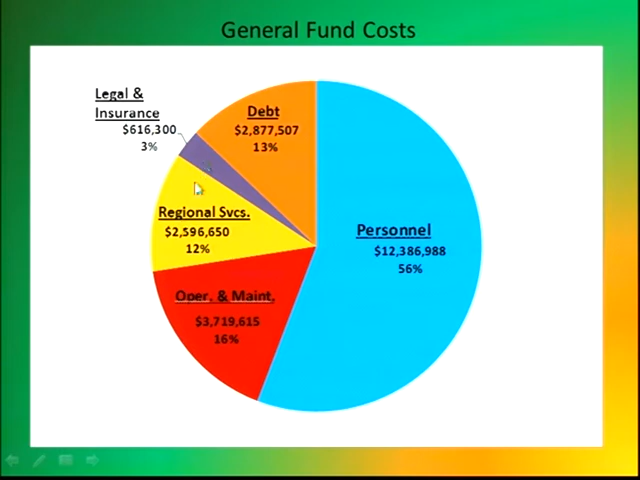 General Fund Costs
Legal &
Insurance
$616,300
3%
Debt
$2,877,507
13%
Regional Svcs.
$2,596,650
12%
Personnel
$12,386,988
56%
Oper. & Maint.
$3,719,615
16%